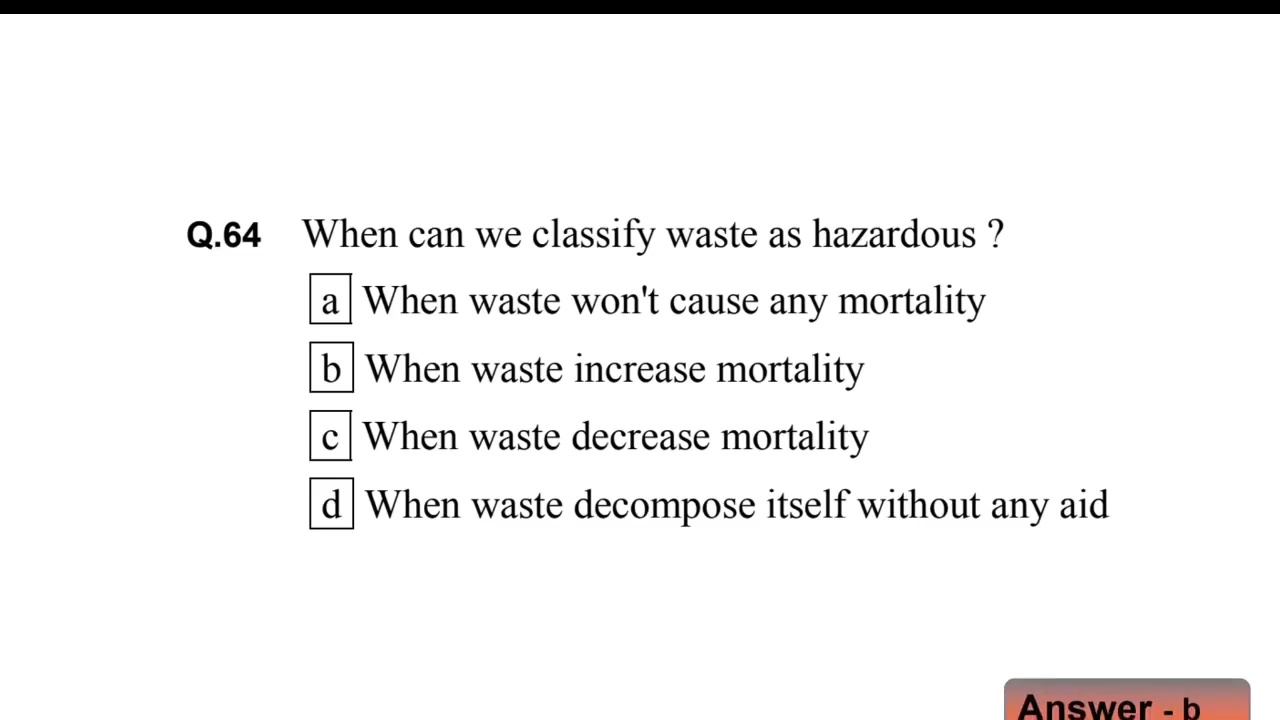 Q.64 When can we classify waste as hazardous ?
a When waste won't cause any mortality
b When waste increase mortality
c When waste decrease mortality
d When waste decompose itself without any aid
Answer - b